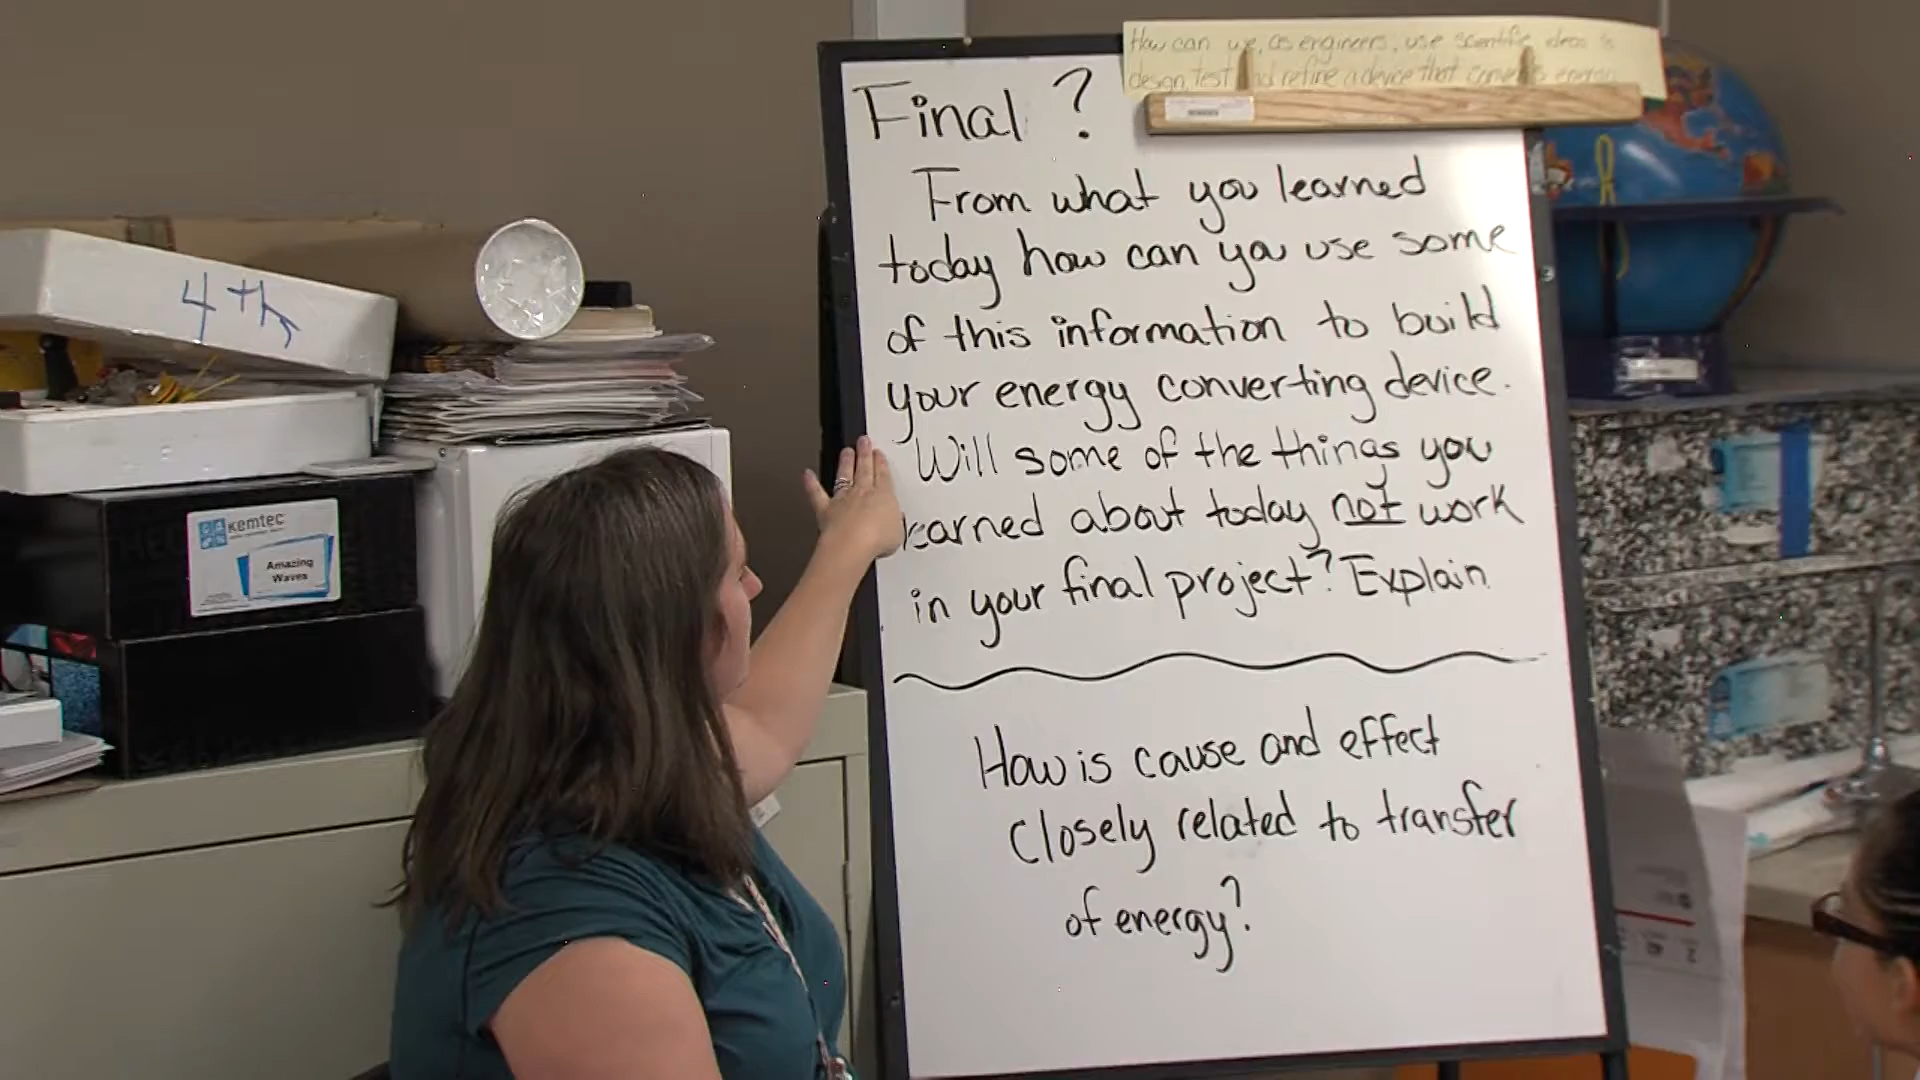 How can we, as engineers, use scientific ideas to
design, test and refine a device that converts energy
Final ?
From what you learned
today how can you use some
of this information to build
your energy converting device.
Will some of the things you
learned about today not work
in your final project? Explain
How is cause and effect
closely related to transfer
of energy?
4th
kemtec
Amazing
Waves